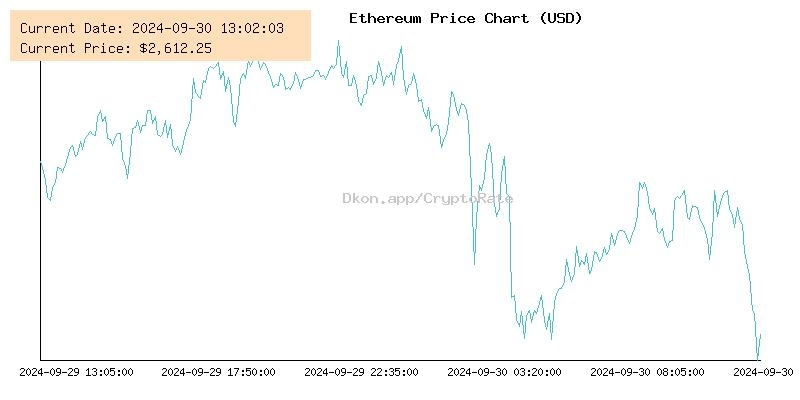 Ethereum Price Chart (USD)
Current Date: 2024-09-30 13:02:03
Current Price: $2,612.25
Dkon.app/CryptoRate
2024-09-29 13:05:00 2024-09-29 17:50:00 2024-09-29 22:35:00 2024-09-30 03:20:00 2024-09-30 08:05:00 2024-09-30